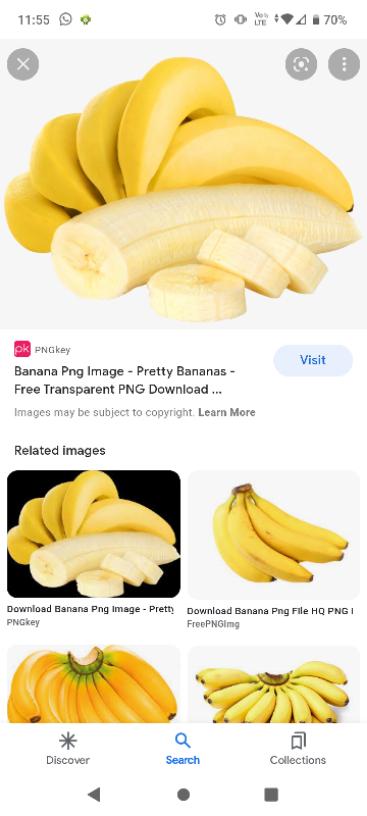 11:55
Vo)) LTE
70%
pk PNGkey
Banana Png Image - Pretty Bananas -
Free Transparent PNG Download ...
Visit
Images may be subject to copyright. Learn More
Related images
Download Banana Png Image - Prett
PNGkey
Download Banana Png File HQ PNG I
FreePNGImg
Discover
Search
Collections